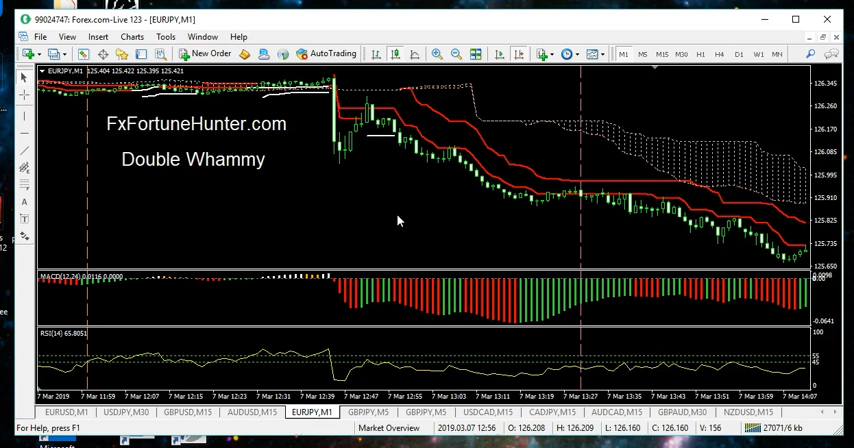 99024747: Forex.com-Live 123 - [EURJPY,M1]
File View Insert Charts Tools Window Help
New Order AutoTrading M1 M5 M15 M30 H1 H4 D1 W1 MN
EURJPY,M1 125.404 125.422 125.395 125.421
FxFortuneHunter.com
Double Whammy
126.345
126.260
126.170
126.085
125.995
125.910
125.825
125.735
125.650
MACD(12,24) 0.0116 0.0000
0.0098
0.00
-0.0641
RSI(14) 65.8051
100
55
45
0
7 Mar 2019 7 Mar 11:59 7 Mar 12:07 7 Mar 12:15 7 Mar 12:23 7 Mar 12:31 7 Mar 12:39 7 Mar 12:47 7 Mar 12:55 7 Mar 13:03 7 Mar 13:11 7 Mar 13:19 7 Mar 13:27 7 Mar 13:35 7 Mar 13:43 7 Mar 13:51 7 Mar 13:59 7 Mar 14:07
EURUSD,M1 USDJPY,M30 GBPUSD,M15 AUDUSD,M15 EURJPY,M1 GBPJPY,M5 GBPJPY,M5 USDCAD,M15 CADJPY,M15 AUDCAD,M15 GBPAUD,M30 NZDUSD,M15
For Help, press F1 Market Overview 2019.03.07 12:56 O: 126.208 H: 126.209 L: 126.160 C: 126.160 V: 156 27071/6 kb